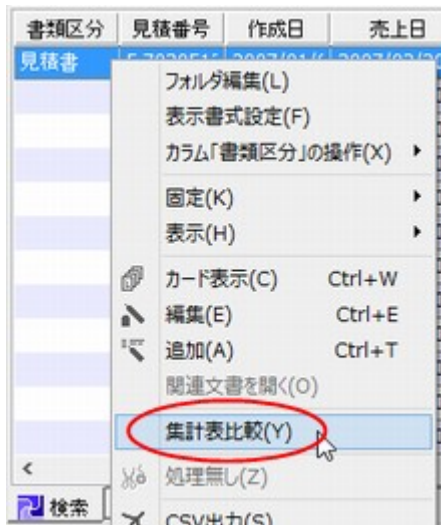 書類区分 見積番号 作成日 売上日
見積書
フォルダ編集(L)
表示書式設定(F)
カラム「書類区分」の操作(X)
固定(K)
表示(H)
カード表示(C) Ctrl+W
編集(E) Ctrl+E
追加(A) Ctrl+T
関連文書を開く(O)
集計表比較(Y)
処理無し(Z)
検索
CSV出力(S)